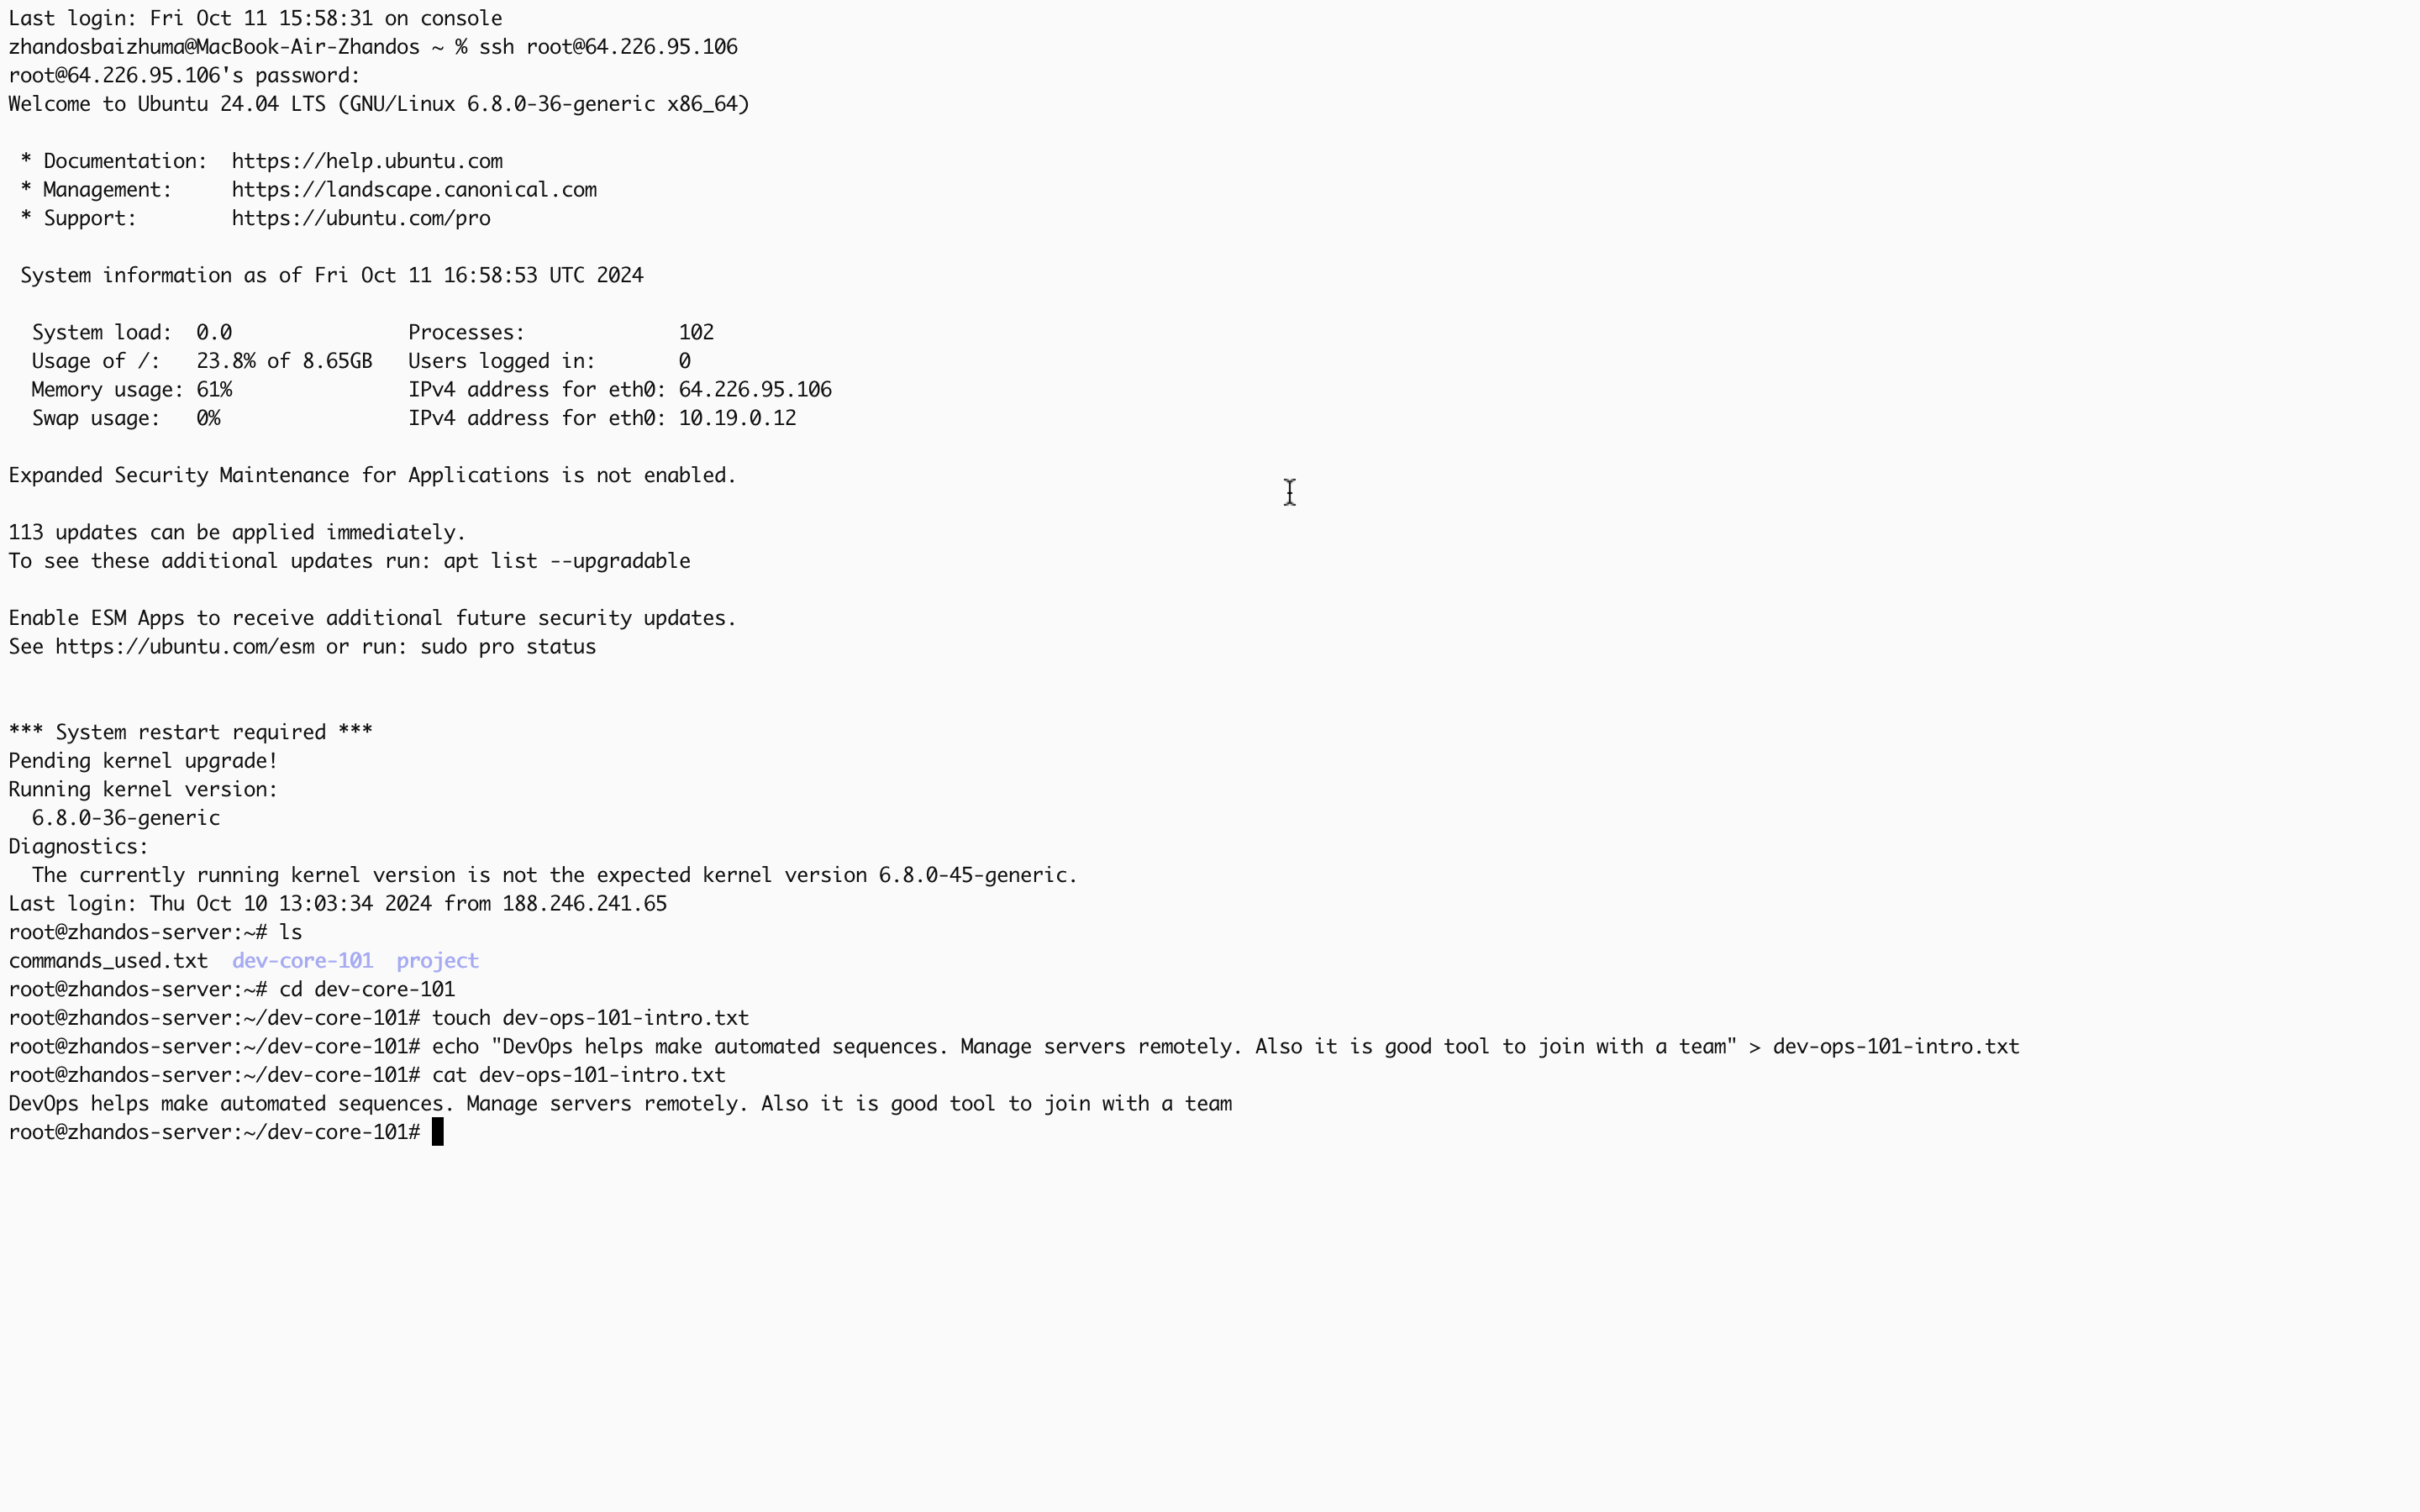 Last login: Fri Oct 11 15:58:31 on console
zhandosbaizhuma@MacBook-Air-Zhandos ~ % ssh root@64.226.95.106
root@64.226.95.106's password:
Welcome to Ubuntu 24.04 LTS (GNU/Linux 6.8.0-36-generic x86_64)
* Documentation:  https://help.ubuntu.com
* Management:     https://landscape.canonical.com
* Support:        https://ubuntu.com/pro
System information as of Fri Oct 11 16:58:53 UTC 2024
System load:  0.0               Processes:             102
Usage of /:   23.8% of 8.65GB   Users logged in:       0
Memory usage: 61%               IPv4 address for eth0: 64.226.95.106
Swap usage:   0%                IPv4 address for eth0: 10.19.0.12
Expanded Security Maintenance for Applications is not enabled.
113 updates can be applied immediately.
To see these additional updates run: apt list --upgradable
Enable ESM Apps to receive additional future security updates.
See https://ubuntu.com/esm or run: sudo pro status
*** System restart required ***
Pending kernel upgrade!
Running kernel version:
6.8.0-36-generic
Diagnostics:
The currently running kernel version is not the expected kernel version 6.8.0-45-generic.
Last login: Thu Oct 10 13:03:34 2024 from 188.246.241.65
root@zhandos-server:~# ls
commands_used.txt  dev-core-101  project
root@zhandos-server:~# cd dev-core-101
root@zhandos-server:~/dev-core-101# touch dev-ops-101-intro.txt
root@zhandos-server:~/dev-core-101# echo "DevOps helps make automated sequences. Manage servers remotely. Also it is good tool to join with a team" > dev-ops-101-intro.txt
root@zhandos-server:~/dev-core-101# cat dev-ops-101-intro.txt
DevOps helps make automated sequences. Manage servers remotely. Also it is good tool to join with a team
root@zhandos-server:~/dev-core-101#